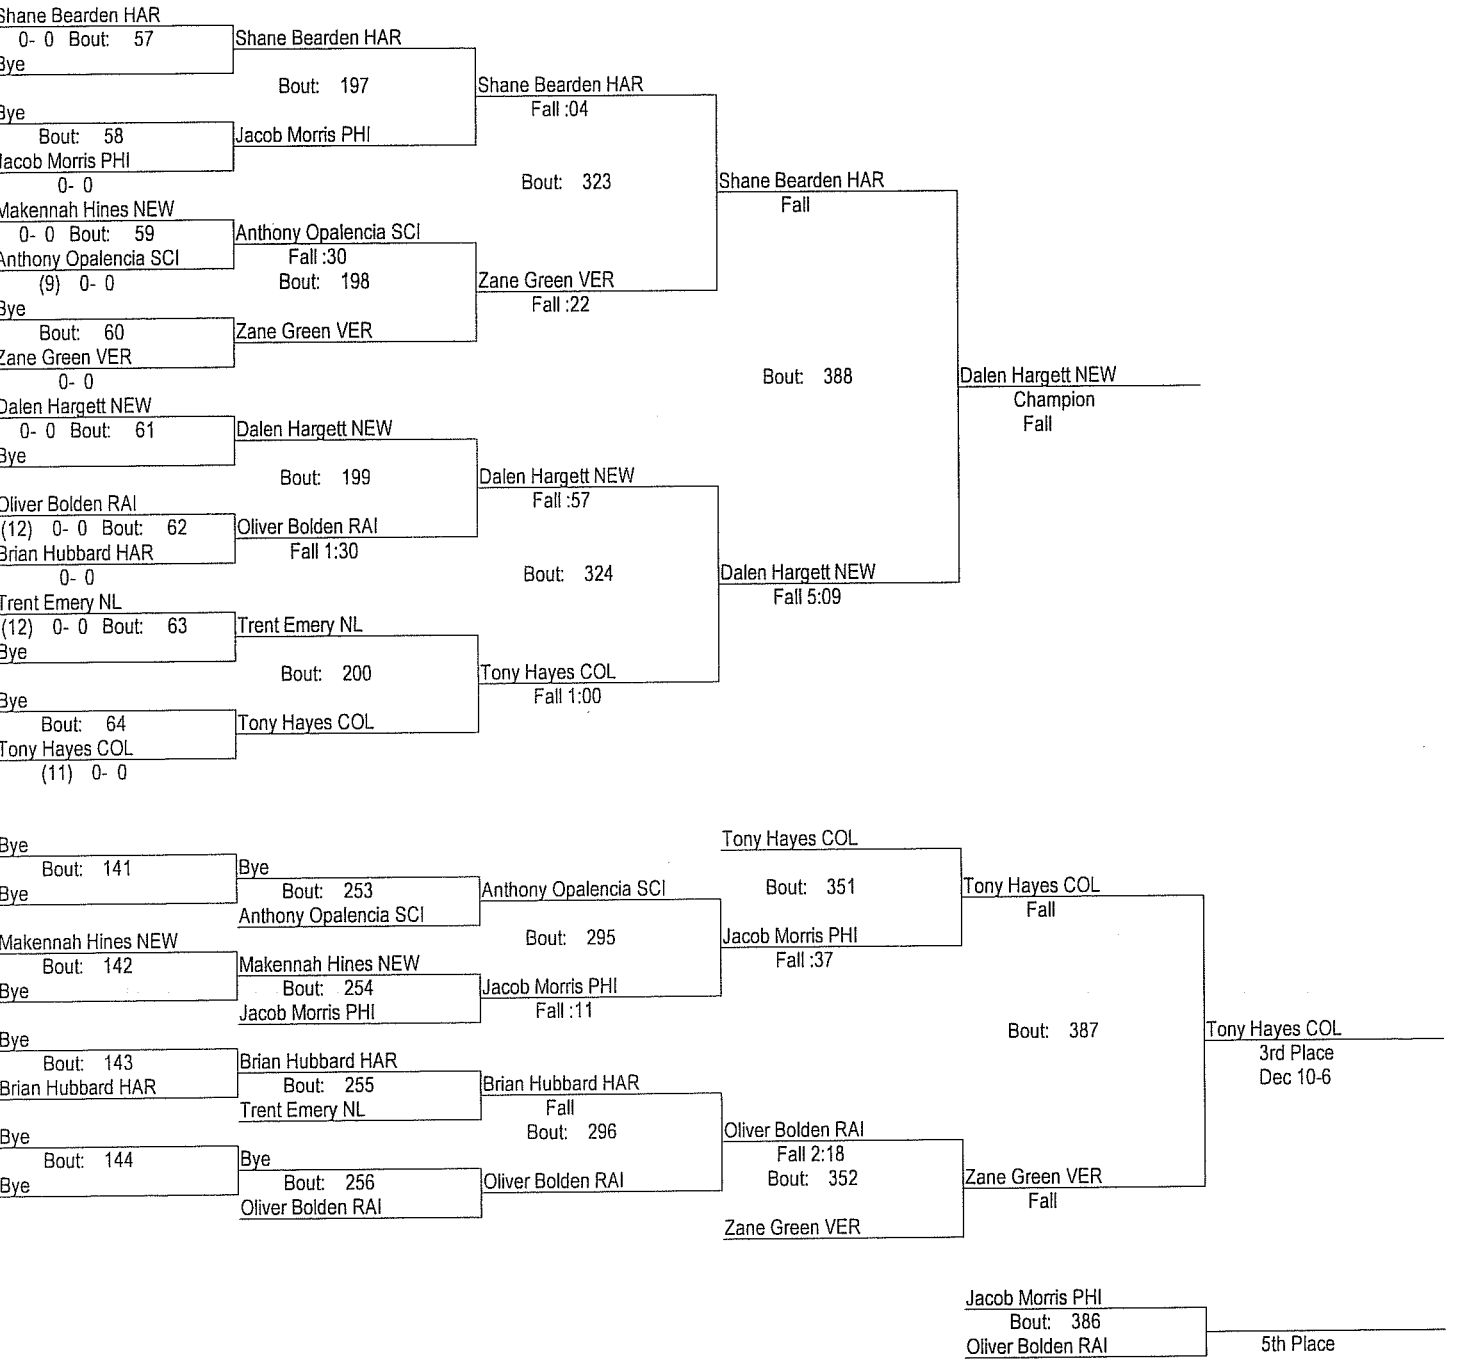 Shane Bearden HAR
0- 0 Bout: 57
Bye
Shane Bearden HAR
Bout: 197
Bye
Bout: 58
Jacob Morris PHI
0- 0
Jacob Morris PHI
Shane Bearden HAR
Fall :04
Bout: 323
Makennah Hines NEW
0- 0 Bout: 59
Anthony Opalencia SCI
(9) 0- 0
Anthony Opalencia SCI
Fall :30
Bout: 198
Bye
Bout: 60
Zane Green VER
0- 0
Zane Green VER
Zane Green VER
Fall :22
Shane Bearden HAR
Fall
Bout: 388
Dalen Hargett NEW
0- 0 Bout: 61
Bye
Dalen Hargett NEW
Bout: 199
Oliver Bolden RAI
(12) 0- 0 Bout: 62
Brian Hubbard HAR
0- 0
Oliver Bolden RAI
Fall 1:30
Dalen Hargett NEW
Fall :57
Bout: 324
Trent Emery NL
(12) 0- 0 Bout: 63
Bye
Trent Emery NL
Bout: 200
Bye
Bout: 64
Tony Hayes COL
(11) 0- 0
Tony Hayes COL
Tony Hayes COL
Fall 1:00
Dalen Hargett NEW
Fall 5:09
Dalen Hargett NEW
Champion
Fall
Bye
Bout: 141
Bye
Bye
Bout: 253
Anthony Opalencia SCI
Anthony Opalencia SCI
Bout: 295
Makennah Hines NEW
Bout: 142
Bye
Makennah Hines NEW
Bout: 254
Jacob Morris PHI
Jacob Morris PHI
Fall :11
Tony Hayes COL
Bout: 351
Jacob Morris PHI
Fall :37
Tony Hayes COL
Fall
Bout: 387
Bye
Bout: 143
Brian Hubbard HAR
Brian Hubbard HAR
Bout: 255
Trent Emery NL
Brian Hubbard HAR
Fall
Bout: 296
Bye
Bout: 144
Bye
Bye
Bout: 256
Oliver Bolden RAI
Oliver Bolden RAI
Oliver Bolden RAI
Fall 2:18
Bout: 352
Zane Green VER
Zane Green VER
Fall
Tony Hayes COL
3rd Place
Dec 10-6
Jacob Morris PHI
Bout: 386
Oliver Bolden RAI
5th Place